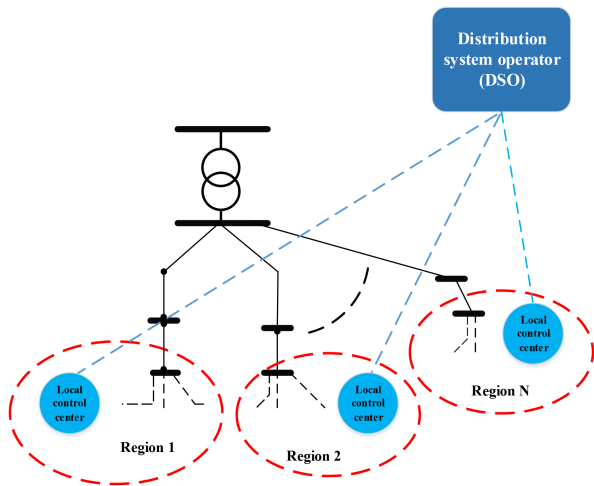 Distribution
system operator
(DSO)
Local
control
center
Region N
Local
control
center
Region 1
Local
control
center
Region 2